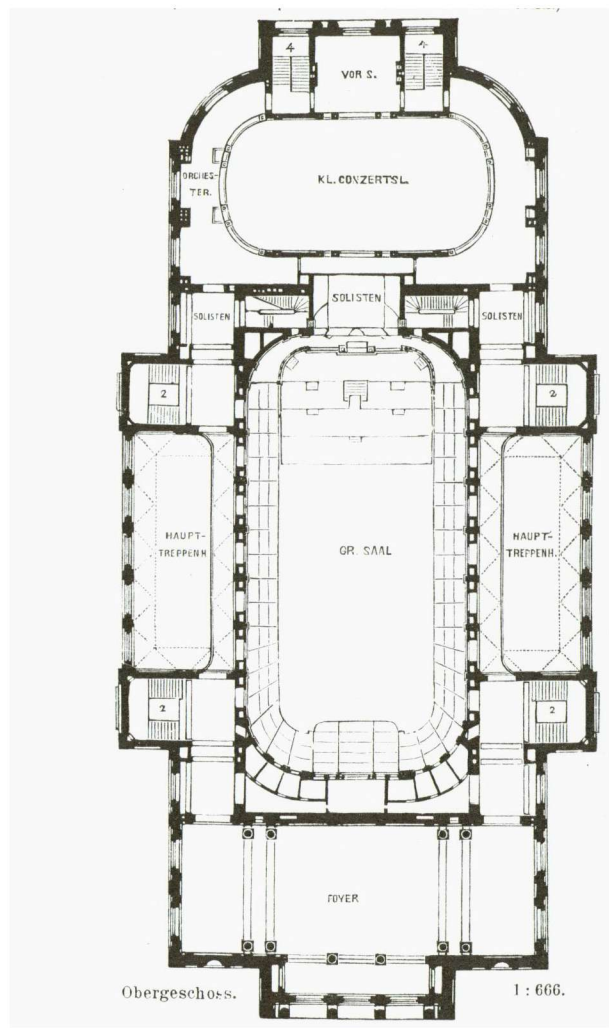 4
4
VOR S.
ORCHES-
TER.
KL. CONZERTSL.
SOLISTEN
SOLISTEN
SOLISTEN
2
2
HAUPT-
TREPPENH.
GR. SAAL
HAUPT-
TREPPENH.
2
2
FOYER
Obergeschoss.
1 : 666.